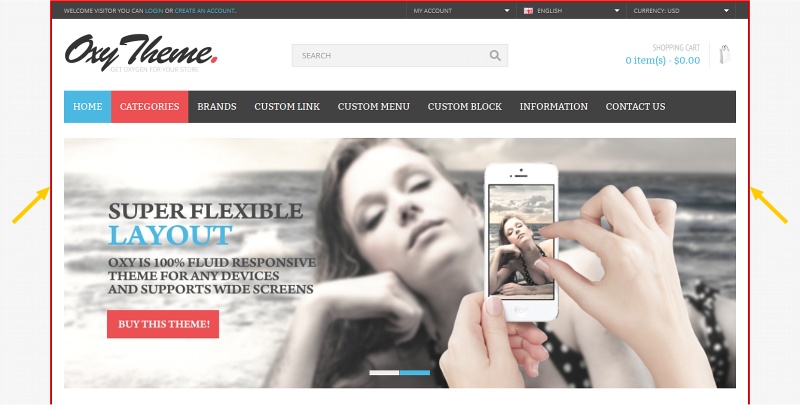 WELCOME VISITOR YOU CAN LOGIN OR CREATE AN ACCOUNT.
MY ACCOUNT
ENGLISH
CURRENCY: USD
Oxy Theme.
GET OXYGEN FOR YOUR STORE
SEARCH
SHOPPING CART
0 item(s) - $0.00
HOME CATEGORIES BRANDS CUSTOM LINK CUSTOM MENU CUSTOM BLOCK INFORMATION CONTACT US
SUPER FLEXIBLE
LAYOUT
OXY IS 100% FLUID RESPONSIVE
THEME FOR ANY DEVICES
AND SUPPORTS WIDE SCREENS
BUY THIS THEME!